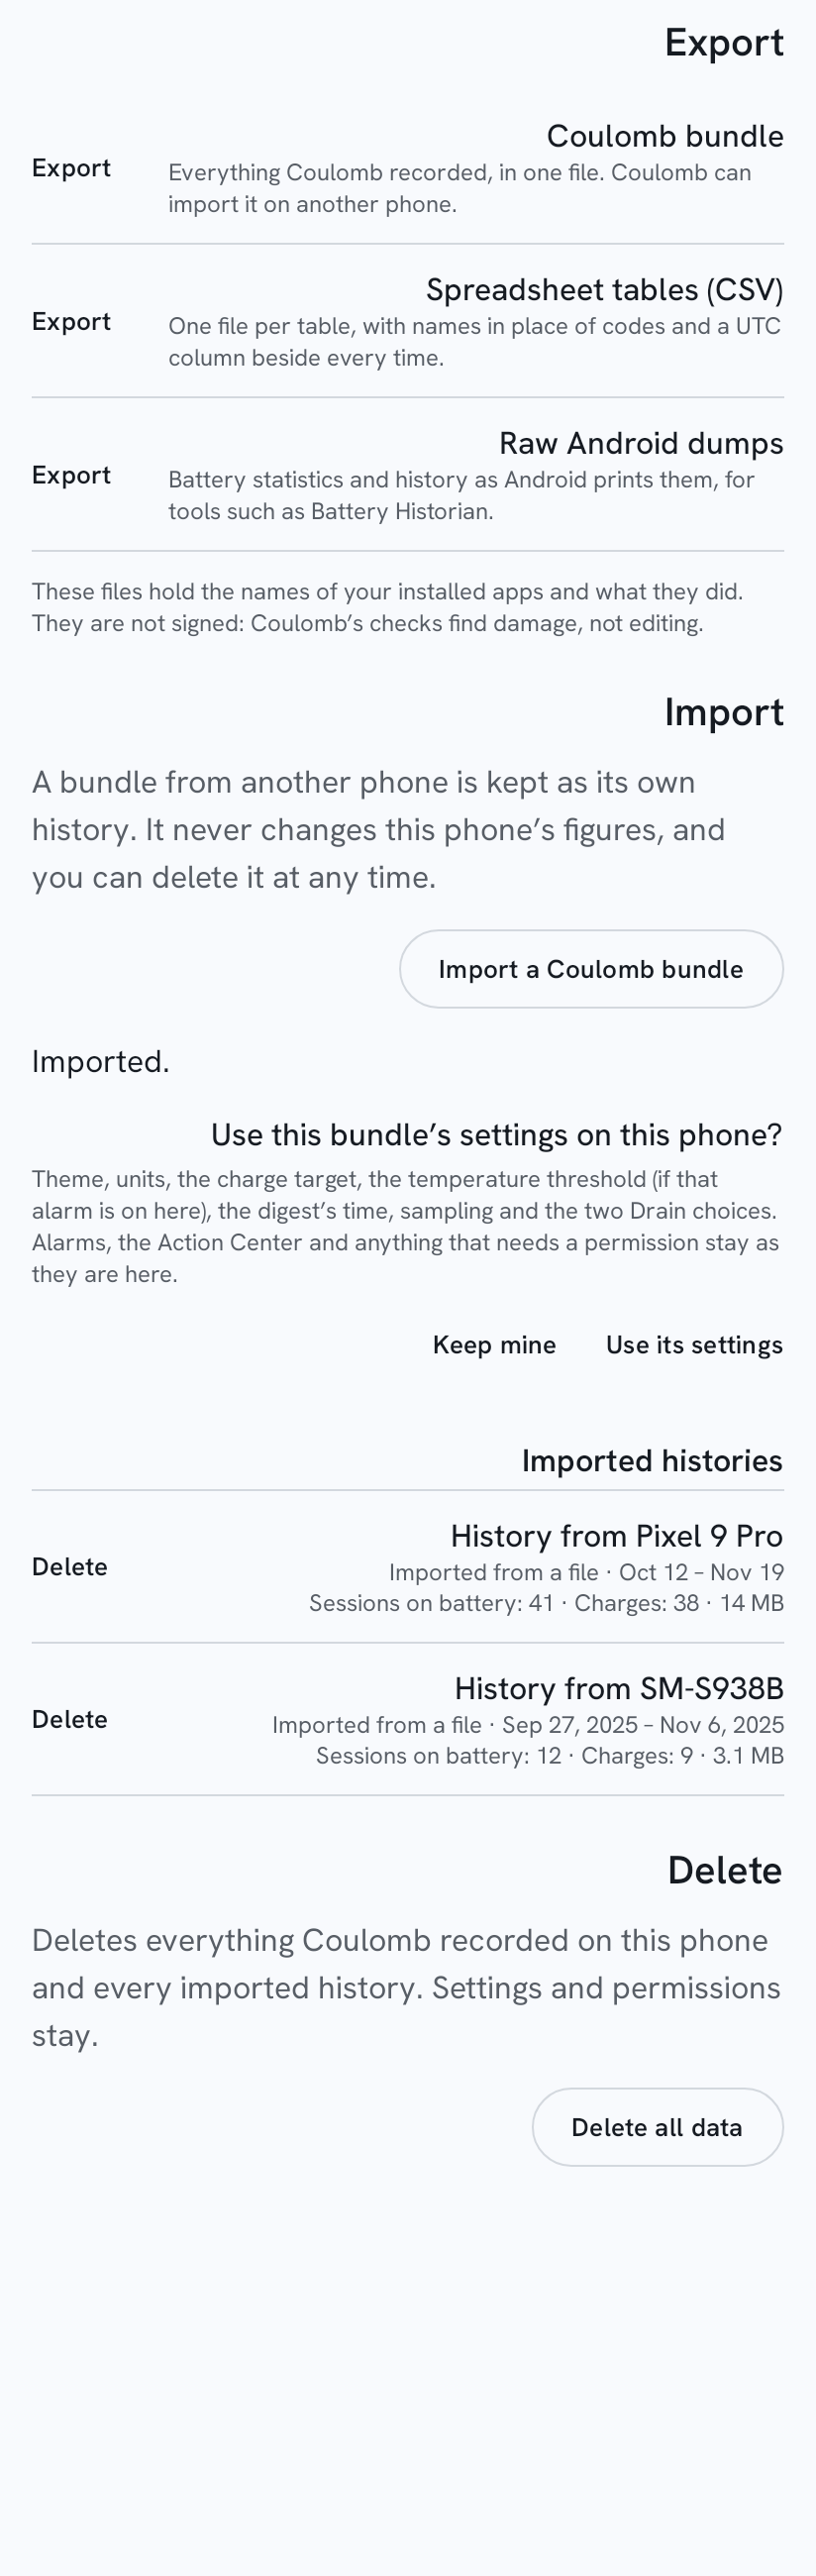 Export
Coulomb bundle
Export
Everything Coulomb recorded, in one file. Coulomb can
import it on another phone.
Spreadsheet tables (CSV)
Export
One file per table, with names in place of codes and a UTC
column beside every time.
Raw Android dumps
Export
Battery statistics and history as Android prints them, for
tools such as Battery Historian.
These files hold the names of your installed apps and what they did.
They are not signed: Coulomb’s checks find damage, not editing.
Import
A bundle from another phone is kept as its own
history. It never changes this phone’s figures, and
you can delete it at any time.
Import a Coulomb bundle
Imported.
Use this bundle’s settings on this phone?
Theme, units, the charge target, the temperature threshold (if that
alarm is on here), the digest’s time, sampling and the two Drain choices.
Alarms, the Action Center and anything that needs a permission stay as
they are here.
Keep mine
Use its settings
Imported histories
History from Pixel 9 Pro
Delete
Imported from a file · Oct 12 – Nov 19
Sessions on battery: 41 · Charges: 38 · 14 MB
History from SM-S938B
Delete
Imported from a file · Sep 27, 2025 – Nov 6, 2025
Sessions on battery: 12 · Charges: 9 · 3.1 MB
Delete
Deletes everything Coulomb recorded on this phone
and every imported history. Settings and permissions
stay.
Delete all data